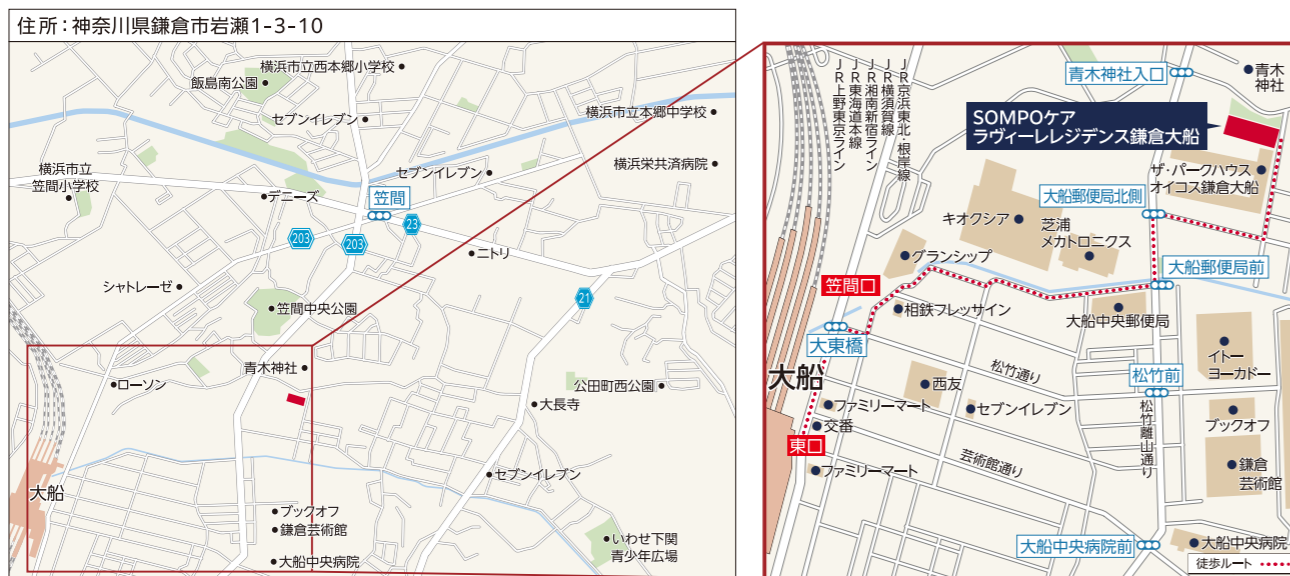 住所：神奈川県鎌倉市岩瀬1-3-10
横浜市立西本郷小学校
飯島南公園
セブンイレブン
横浜市立本郷中学校
横浜市立
笠間小学校
セブンイレブン
横浜栄共済病院
デニーズ
笠間
203
203
23
ニトリ
シャトレーゼ
21
笠間中央公園
青木神社
ローソン
公田町西公園
大長寺
セブンイレブン
大船
ブックオフ
鎌倉芸術館
いわせ下関
青少年広場
大船中央病院
JR上野東京ライン
JR東海道本線
JR湘南新宿ライン
JR横須賀線
JR京浜東北・根岸線
青木神社入口
青木
神社
SOMPOケア
ラヴィーレレジデンス鎌倉大船
ザ・パークハウス
オイコス鎌倉大船
大船郵便局北側
キオクシア
芝浦
メカトロニクス
グランシップ
大船郵便局前
笠間口
相鉄フレッサイン
大船中央郵便局
大東橋
松竹通り
イトー
ヨーカドー
大船
西友
松竹前
ファミリーマート
セブンイレブン
交番
ブックオフ
東口
松竹離山通り
芸術館通り
ファミリーマート
鎌倉
芸術館
大船中央病院前
大船中央病院
徒歩ルート